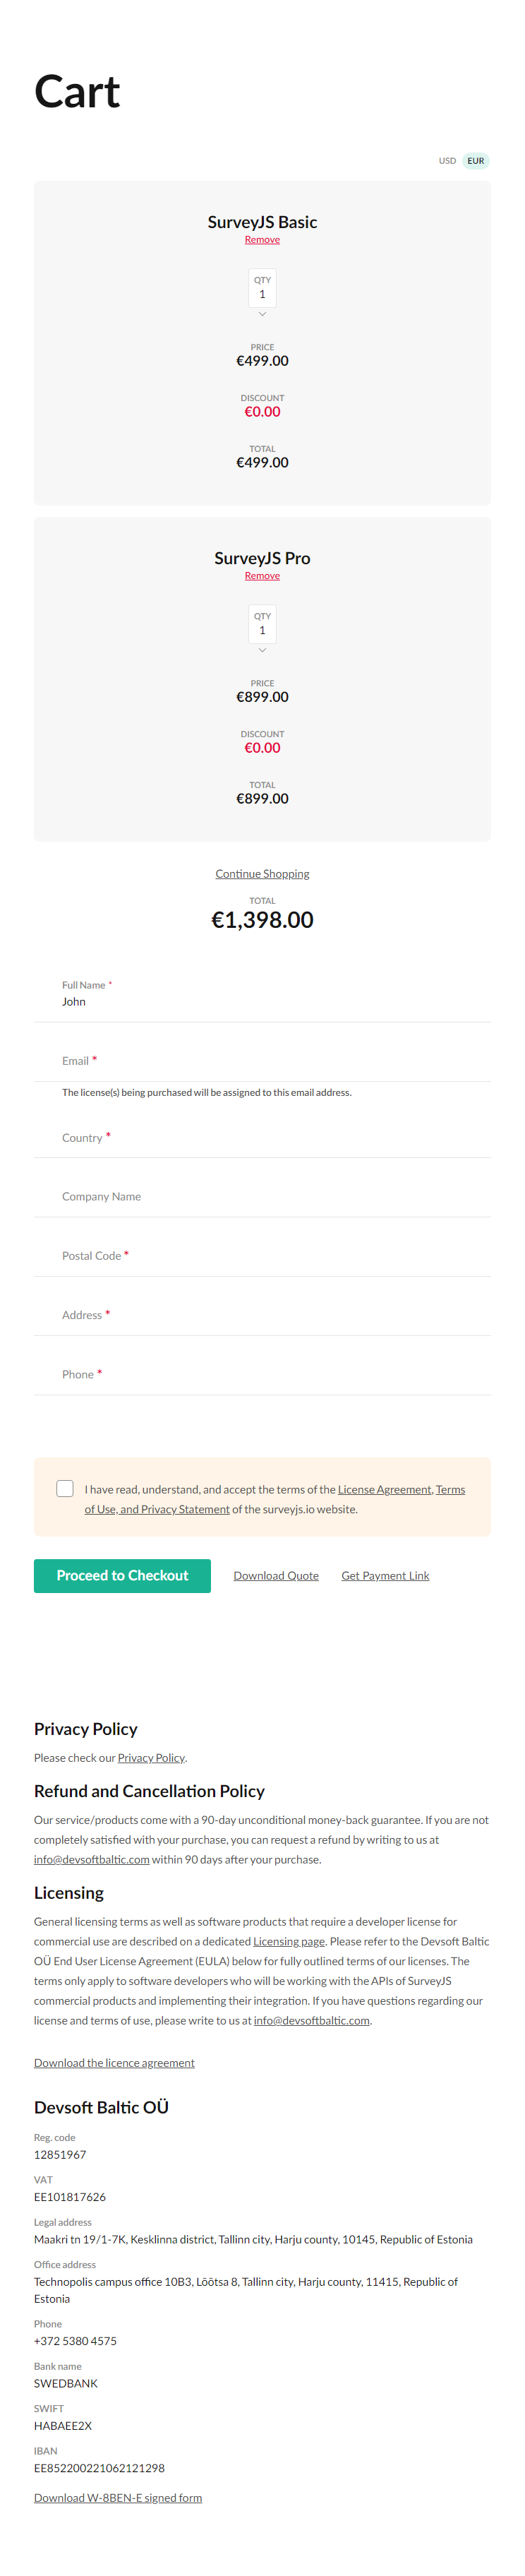 Cart
USD EUR
SurveyJS Basic
Remove
QTY
1
PRICE
€499.00
DISCOUNT
€0.00
TOTAL
€499.00
SurveyJS Pro
Remove
QTY
1
PRICE
€899.00
DISCOUNT
€0.00
TOTAL
€899.00
Continue Shopping
TOTAL
€1,398.00
Full Name *
John
Email *
The license(s) being purchased will be assigned to this email address.
Country *
Company Name
Postal Code *
Address *
Phone *
I have read, understand, and accept the terms of the License Agreement, Terms
of Use, and Privacy Statement of the surveyjs.io website.
Proceed to Checkout Download Quote Get Payment Link
Privacy Policy
Please check our Privacy Policy.
Refund and Cancellation Policy
Our service/products come with a 90-day unconditional money-back guarantee. If you are not
completely satisfied with your purchase, you can request a refund by writing to us at
info@devsoftbaltic.com within 90 days after your purchase.
Licensing
General licensing terms as well as software products that require a developer license for
commercial use are described on a dedicated Licensing page. Please refer to the Devsoft Baltic
OÜ End User License Agreement (EULA) below for fully outlined terms of our licenses. The
terms only apply to software developers who will be working with the APIs of SurveyJS
commercial products and implementing their integration. If you have questions regarding our
license and terms of use, please write to us at info@devsoftbaltic.com.
Download the licence agreement
Devsoft Baltic OÜ
Reg. code
12851967
VAT
EE101817626
Legal address
Maakri tn 19/1-7K, Kesklinna district, Tallinn city, Harju county, 10145, Republic of Estonia
Office address
Technopolis campus office 10B3, Lõõtsa 8, Tallinn city, Harju county, 11415, Republic of
Estonia
Phone
+372 5380 4575
Bank name
SWEDBANK
SWIFT
HABAEE2X
IBAN
EE852200221062121298
Download W-8BEN-E signed form